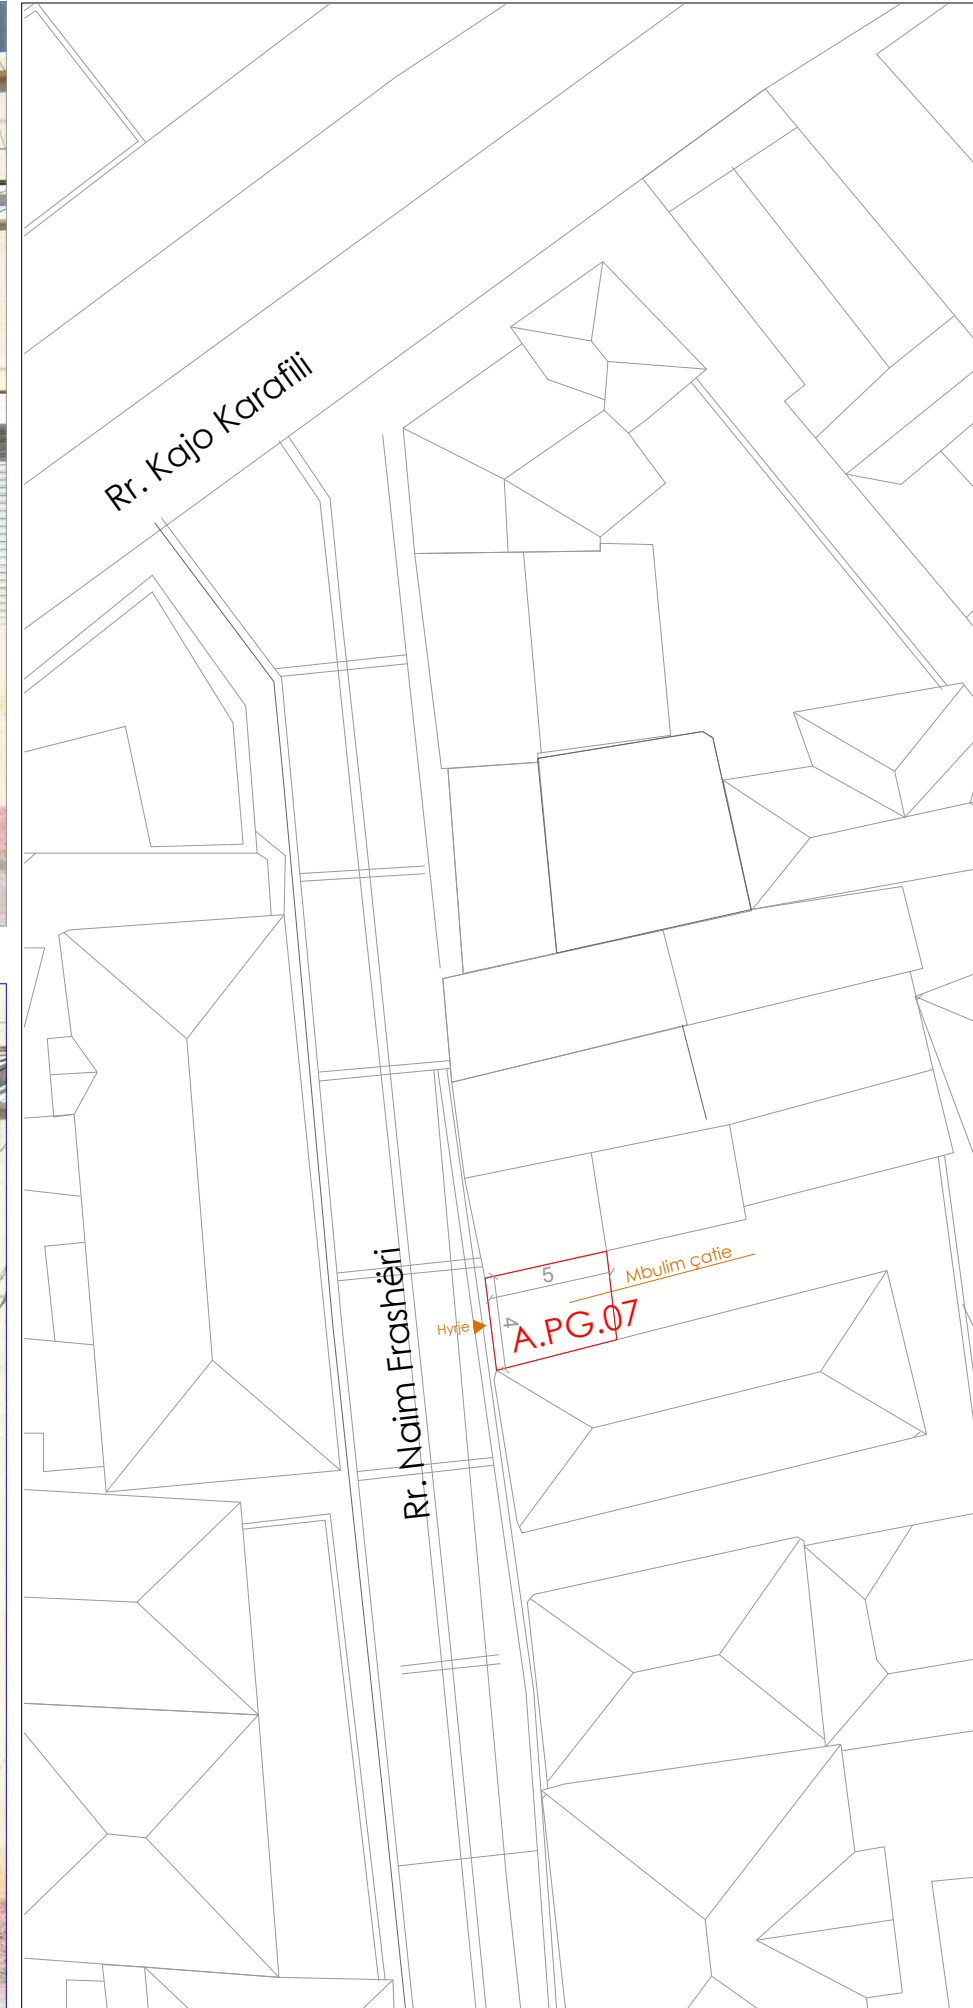 Rr. Kajo Karafili
Rr. Naim Frashëri
5
Mbulim çatie
Hyrje
4
A.PG.07